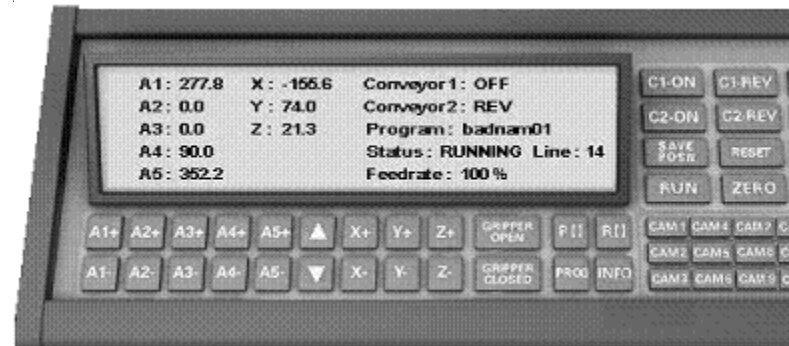 A1: 277.8 X: -155.6 Conveyor1: OFF
A2: 0.0 Y: 74.0 Conveyor2: REV
A3: 0.0 Z: 21.3 Program: badnam01
A4: 90.0 Status: RUNNING Line: 14
A5: 352.2 Feedrate: 100%
C1-ON C1-REV
C2-ON C2-REV
SAVE POSN RESET
RUN ZERO
A1+ A2+ A3+ A4+ A5+ ▲ X+ Y+ Z+ GRIPPER OPEN P[] R[]
A1- A2- A3- A4- A5- ▼ X- Y- Z- GRIPPER CLOSED PROG INFO
CAM1 CAM4 CAM7
CAM2 CAM5 CAM8
CAM3 CAM6 CAM9